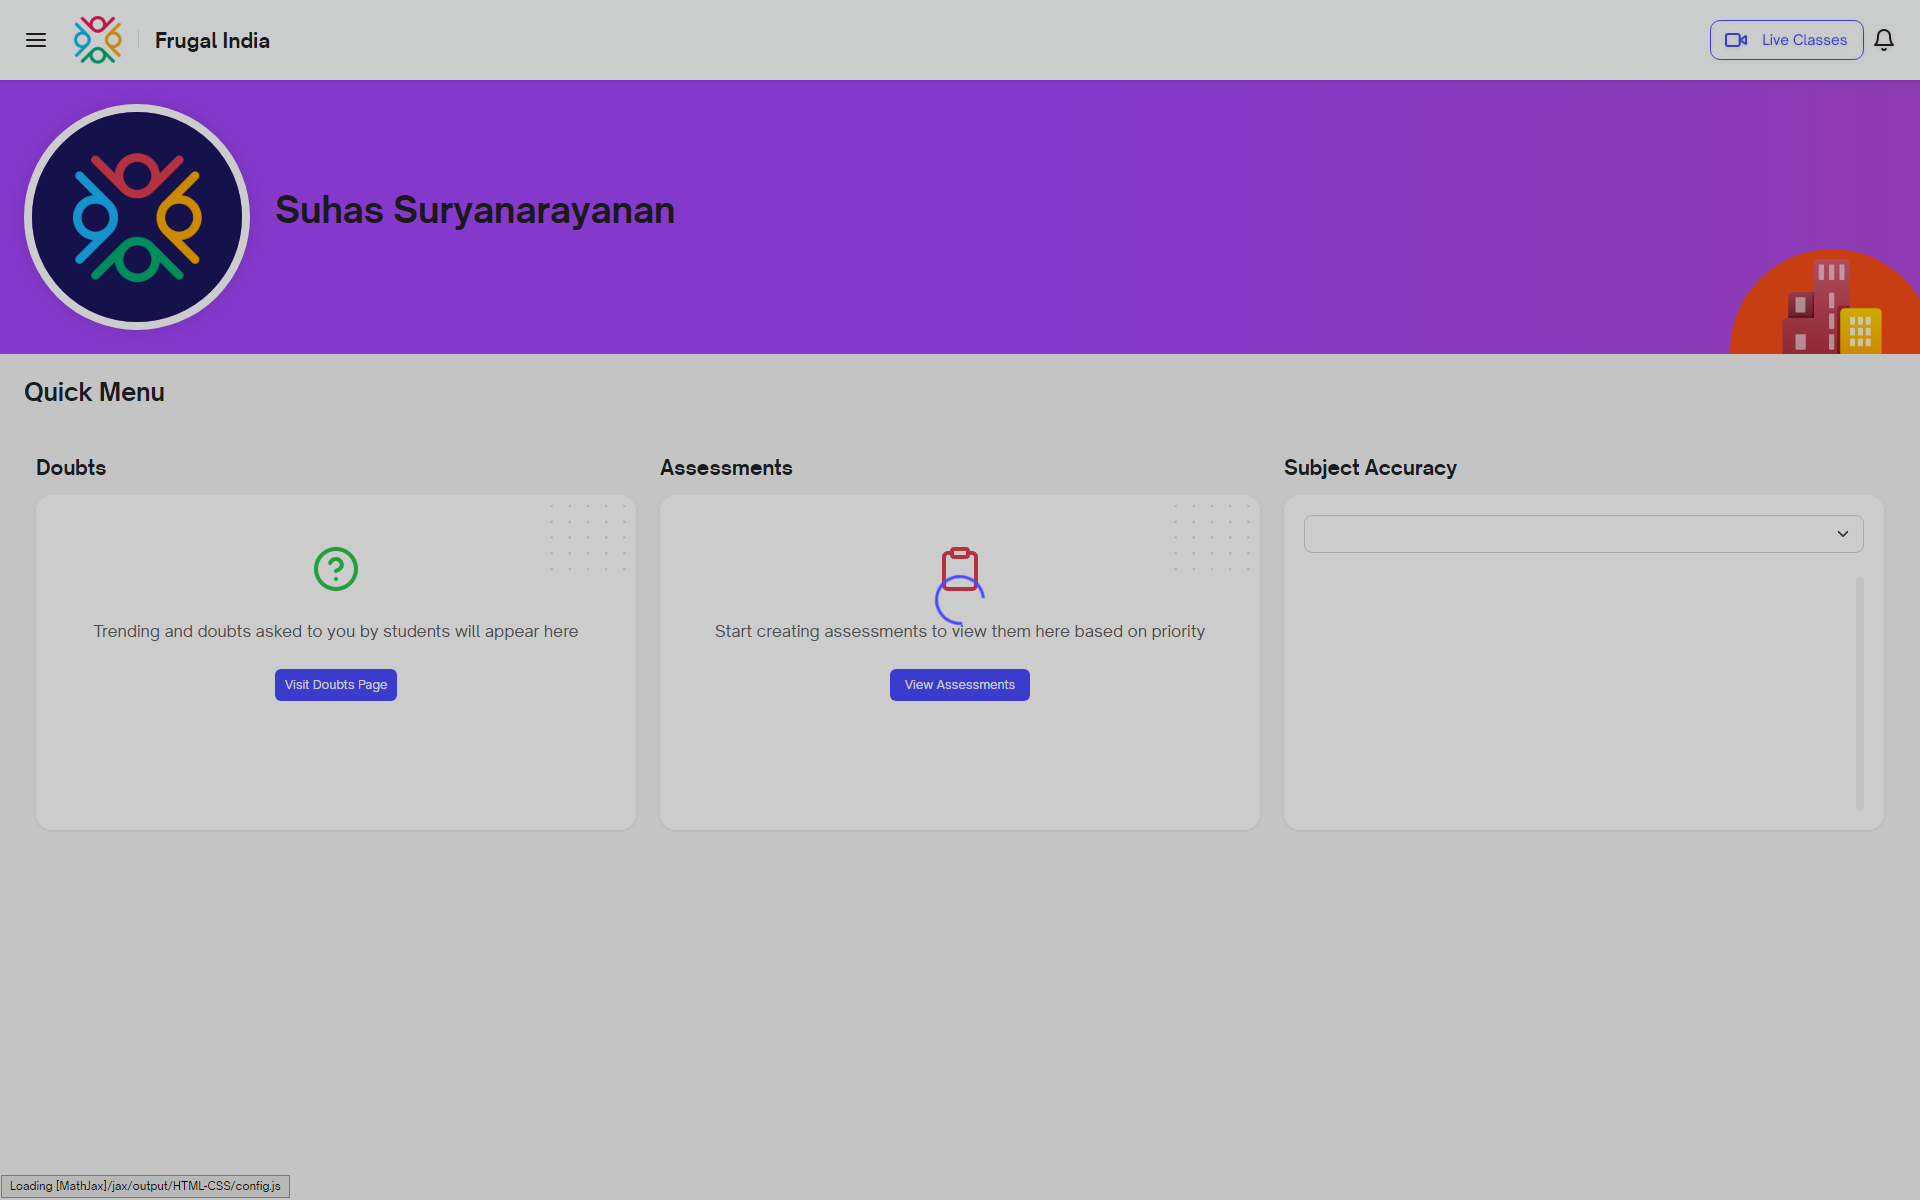 Frugal India
Live Classes
Suhas Suryanarayanan
Quick Menu
Doubts
Assessments
Subject Accuracy
Trending and doubts asked to you by students will appear here
Start creating assessments to view them here based on priority
Visit Doubts Page
View Assessments
Loading [MathJax]/jax/output/HTML-CSS/config.js